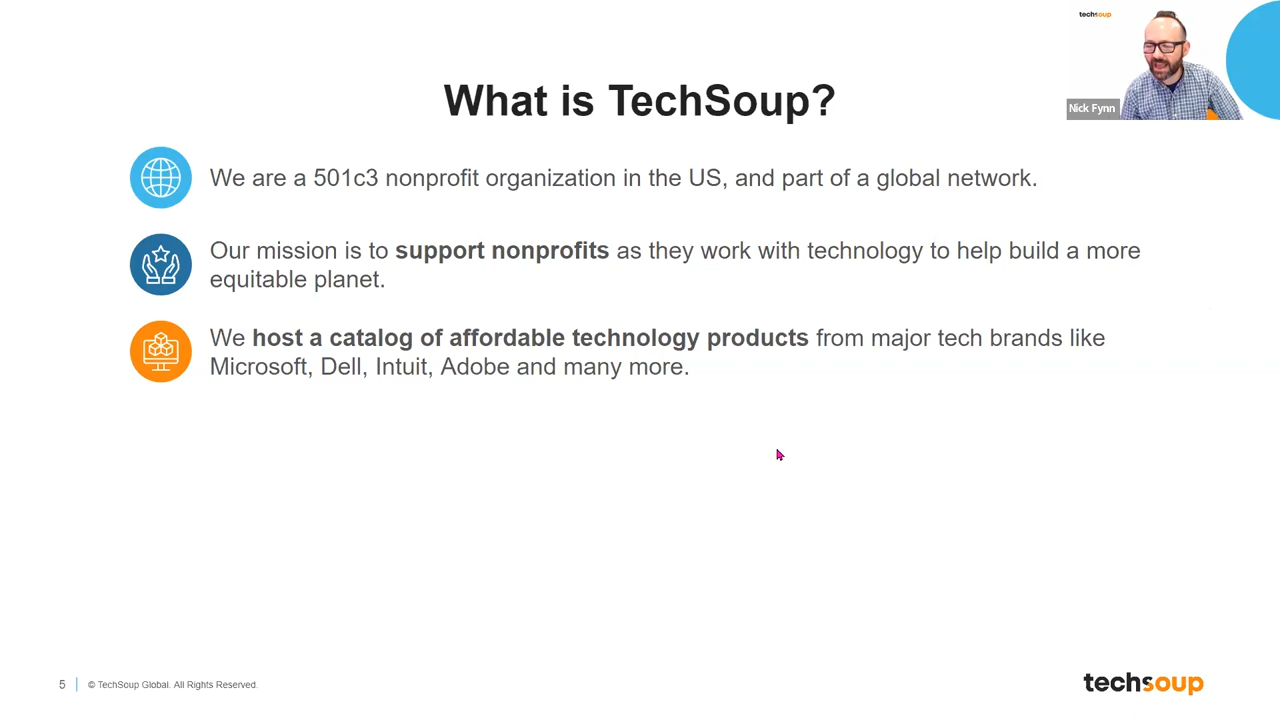 techsoup
Nick Fynn
What is TechSoup?
We are a 501c3 nonprofit organization in the US, and part of a global network.
Our mission is to support nonprofits as they work with technology to help build a more
equitable planet.
We host a catalog of affordable technology products from major tech brands like
Microsoft, Dell, Intuit, Adobe and many more.
5
© TechSoup Global. All Rights Reserved.
techsoup